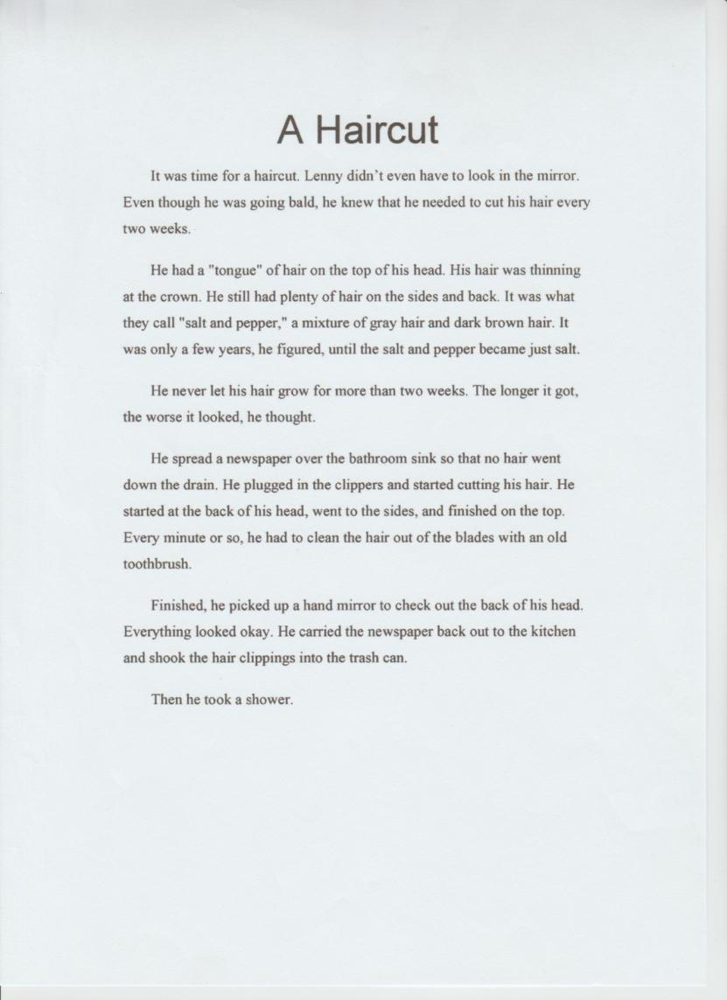 A Haircut
It was time for a haircut. Lenny didn't even have to look in the mirror.
Even though he was going bald, he knew that he needed to cut his hair every
two weeks.
He had a "tongue" of hair on the top of his head. His hair was thinning
at the crown. He still had plenty of hair on the sides and back. It was what
they call "salt and pepper," a mixture of gray hair and dark brown hair. It
was only a few years, he figured, until the salt and pepper became just salt.
He never let his hair grow for more than two weeks. The longer it got,
the worse it looked, he thought.
He spread a newspaper over the bathroom sink so that no hair went
down the drain. He plugged in the clippers and started cutting his hair. He
started at the back of his head, went to the sides, and finished on the top.
Every minute or so, he had to clean the hair out of the blades with an old
toothbrush.
Finished, he picked up a hand mirror to check out the back of his head.
Everything looked okay. He carried the newspaper back out to the kitchen
and shook the hair clippings into the trash can.
Then he took a shower.